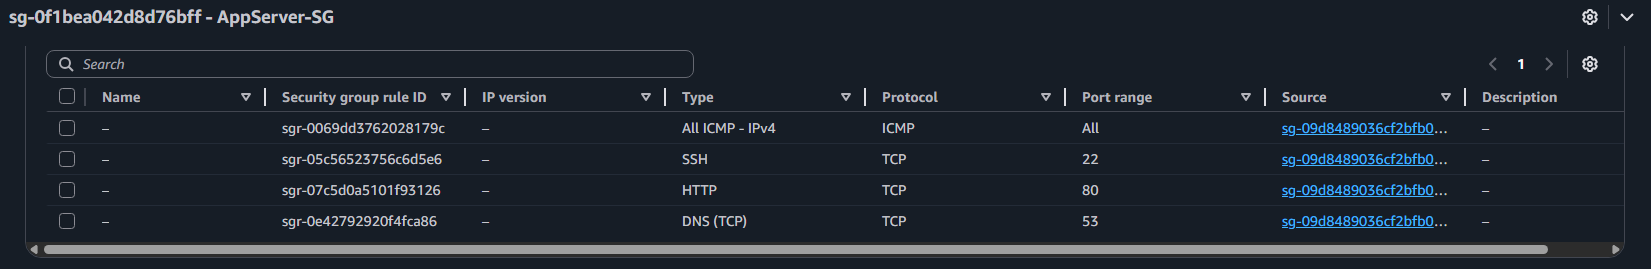 sg-0f1bea042d8d76bff - AppServer-SG
Search
1
Name Security group rule ID IP version Type Protocol Port range Source Description
– sgr-0069dd3762028179c – All ICMP - IPv4 ICMP All sg-09d8489036cf2bfb0... –
– sgr-05c56523756c6d5e6 – SSH TCP 22 sg-09d8489036cf2bfb0... –
– sgr-07c5d0a5101f93126 – HTTP TCP 80 sg-09d8489036cf2bfb0... –
– sgr-0e42792920f4fca86 – DNS (TCP) TCP 53 sg-09d8489036cf2bfb0... –